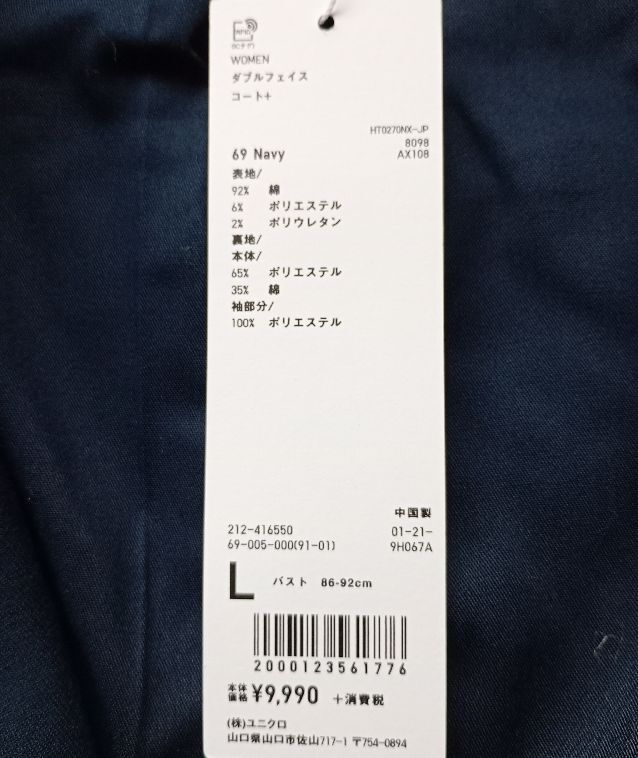 RFID
WOMEN
ダブルフェイス
コート+
HT0270NX-JP
8098
69 Navy AX108
表地/
92% 綿
6% ポリエステル
2% ポリウレタン
裏地/
本体/
65% ポリエステル
35% 綿
袖部分/
100% ポリエステル
中国製
212-416550 01-21-
69-005-000(91-01) 9H067A
L バスト 86-92cm
2000123561776
本体価格 ¥9,990 +消費税
(株)ユニクロ
山口県山口市佐山717-1 〒754-0894